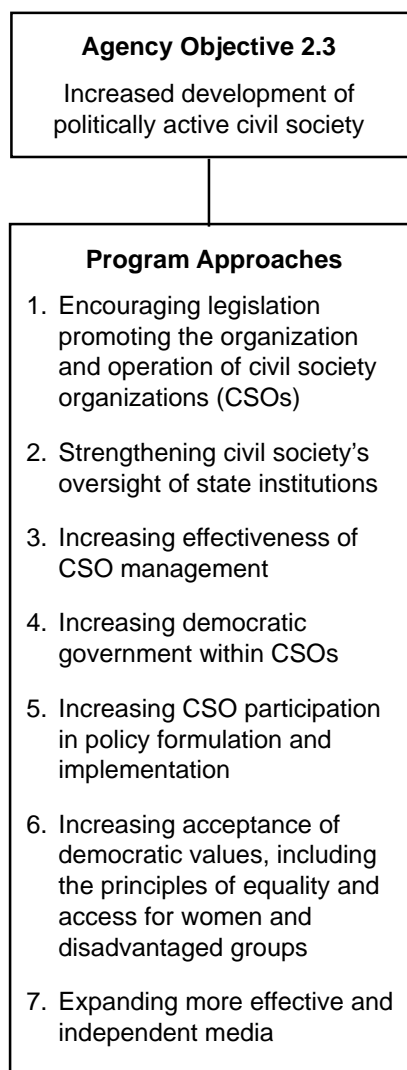 Agency Objective 2.3
Increased development of
politically active civil society
Program Approaches
1. Encouraging legislation
promoting the organization
and operation of civil society
organizations (CSOs)
2. Strengthening civil society’s
oversight of state institutions
3. Increasing effectiveness of
CSO management
4. Increasing democratic
government within CSOs
5. Increasing CSO participation
in policy formulation and
implementation
6. Increasing acceptance of
democratic values, including
the principles of equality and
access for women and
disadvantaged groups
7. Expanding more effective and
independent media